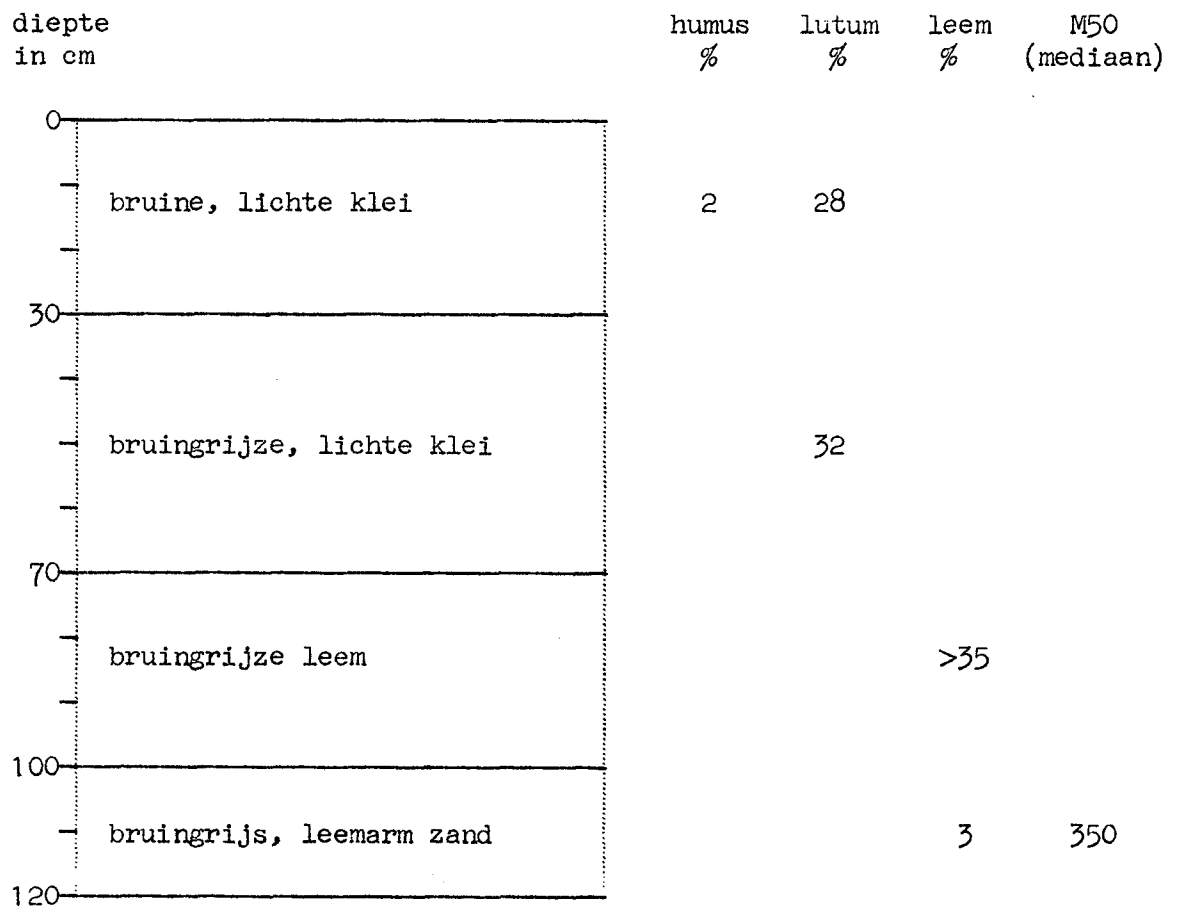 diepte humus lutum leem M50
in cm % % % (mediaan)
0
bruine, lichte klei 2 28
30
bruingrijze, lichte klei 32
70
bruingrijze leem >35
100
bruingrijs, leemarm zand 3 350
120